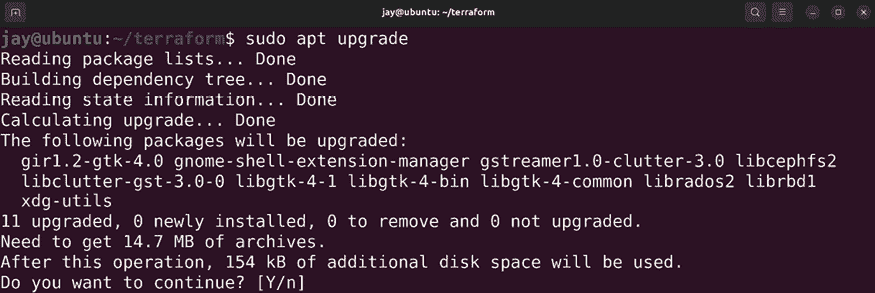 jay@ubuntu: ~/terraform
jay@ubuntu:~/terraform$ sudo apt upgrade
Reading package lists... Done
Building dependency tree... Done
Reading state information... Done
Calculating upgrade... Done
The following packages will be upgraded:
gir1.2-gtk-4.0 gnome-shell-extension-manager gstreamer1.0-clutter-3.0 libcephfs2
libclutter-gst-3.0-0 libgtk-4-1 libgtk-4-bin libgtk-4-common librados2 librbd1
xdg-utils
11 upgraded, 0 newly installed, 0 to remove and 0 not upgraded.
Need to get 14.7 MB of archives.
After this operation, 154 kB of additional disk space will be used.
Do you want to continue? [Y/n]